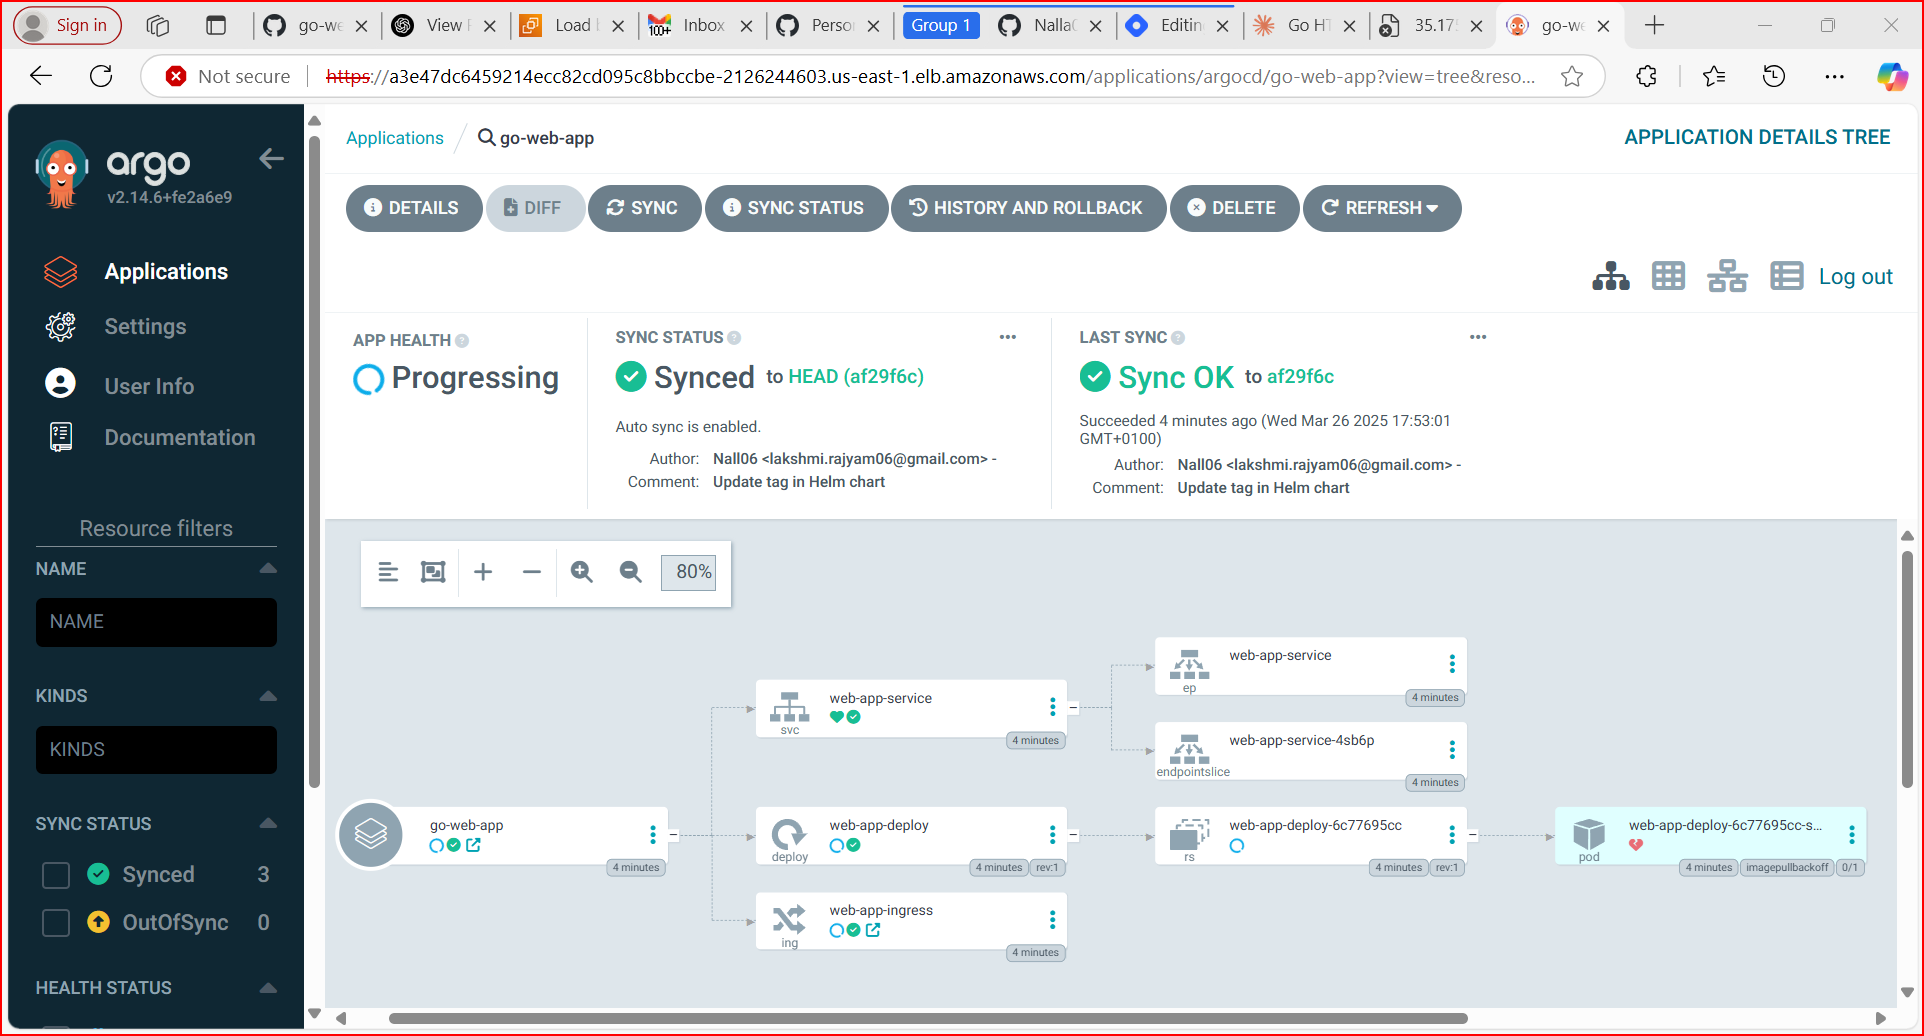 Sign in
go-we
View F
Load b
100+
Inbox
Person
Group 1
NallaG
Editing
Go HT
35.175
go-we
Not secure
https://a3e47dc6459214ecc82cd095c8bbccbe-2126244603.us-east-1.elb.amazonaws.com/applications/argocd/go-web-app?view=tree&reso...
argo
v2.14.6+fe2a6e9
Applications
Settings
User Info
Documentation
Resource filters
NAME
NAME
KINDS
KINDS
SYNC STATUS
Synced 3
OutOfSync 0
HEALTH STATUS
Applications / go-web-app
APPLICATION DETAILS TREE
DETAILS
DIFF
SYNC
SYNC STATUS
HISTORY AND ROLLBACK
DELETE
REFRESH
Log out
APP HEALTH
Progressing
SYNC STATUS
Synced to HEAD (af29f6c)
Auto sync is enabled.
Author: Nall06 <lakshmi.rajyam06@gmail.com> -
Comment: Update tag in Helm chart
LAST SYNC
Sync OK to af29f6c
Succeeded 4 minutes ago (Wed Mar 26 2025 17:53:01
GMT+0100)
Author: Nall06 <lakshmi.rajyam06@gmail.com> -
Comment: Update tag in Helm chart
80%
go-web-app
4 minutes
web-app-service
svc
4 minutes
web-app-deploy
deploy
4 minutes
rev:1
web-app-ingress
ing
4 minutes
web-app-service
ep
4 minutes
web-app-service-4sb6p
endpointslice
4 minutes
web-app-deploy-6c77695cc
rs
4 minutes
rev:1
web-app-deploy-6c77695cc-s...
pod
4 minutes
imagepullbackoff
0/1